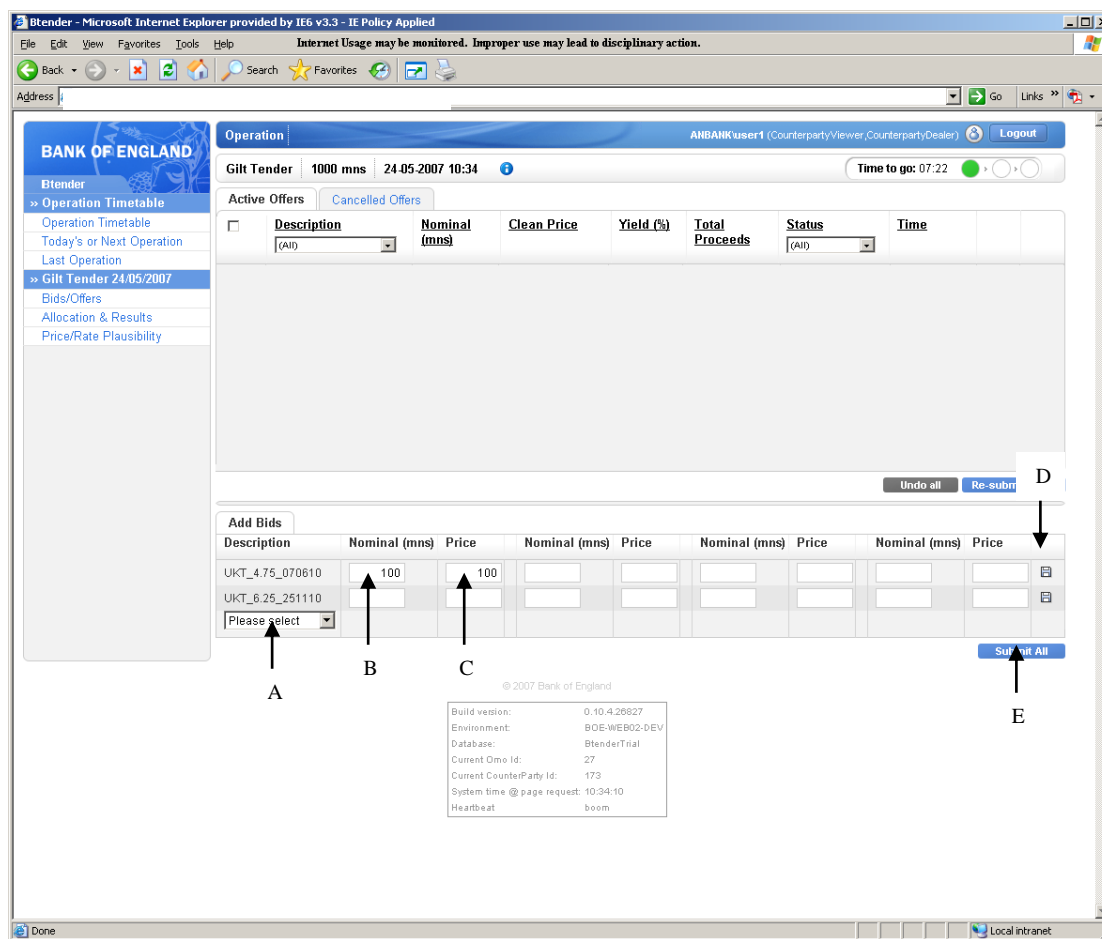 Btender - Microsoft Internet Explorer provided by IE6 v3.3 - IE Policy Applied
File Edit View Favorites Tools Help Internet Usage may be monitored. Improper use may lead to disciplinary action.
Back Search Favorites
Address Go Links »
BANK OF ENGLAND
Btender
» Operation Timetable
Operation Timetable
Today's or Next Operation
Last Operation
» Gilt Tender 24/05/2007
Bids/Offers
Allocation & Results
Price/Rate Plausibility
Operation ANBANK\user1 (CounterpartyViewer,CounterpartyDealer) Logout
Gilt Tender 1000 mns 24-05-2007 10:34 Time to go: 07:22
Active Offers Cancelled Offers
Description Nominal (mns) Clean Price Yield (%) Total Proceeds Status Time
(All) (All)
Undo all Re-subm
D
Add Bids
Description Nominal (mns) Price Nominal (mns) Price Nominal (mns) Price Nominal (mns) Price
UKT_4.75_070610 100 100
UKT_6.25_251110
Please select
Submit All
A B C E
© 2007 Bank of England
Build version: 0.10.4.26827
Environment: BOE-WEB02-DEV
Database: BtenderTrial
Current Omo Id: 27
Current CounterParty Id: 173
System time @ page request: 10:34:10
Heartbeat boom
Done Local intranet